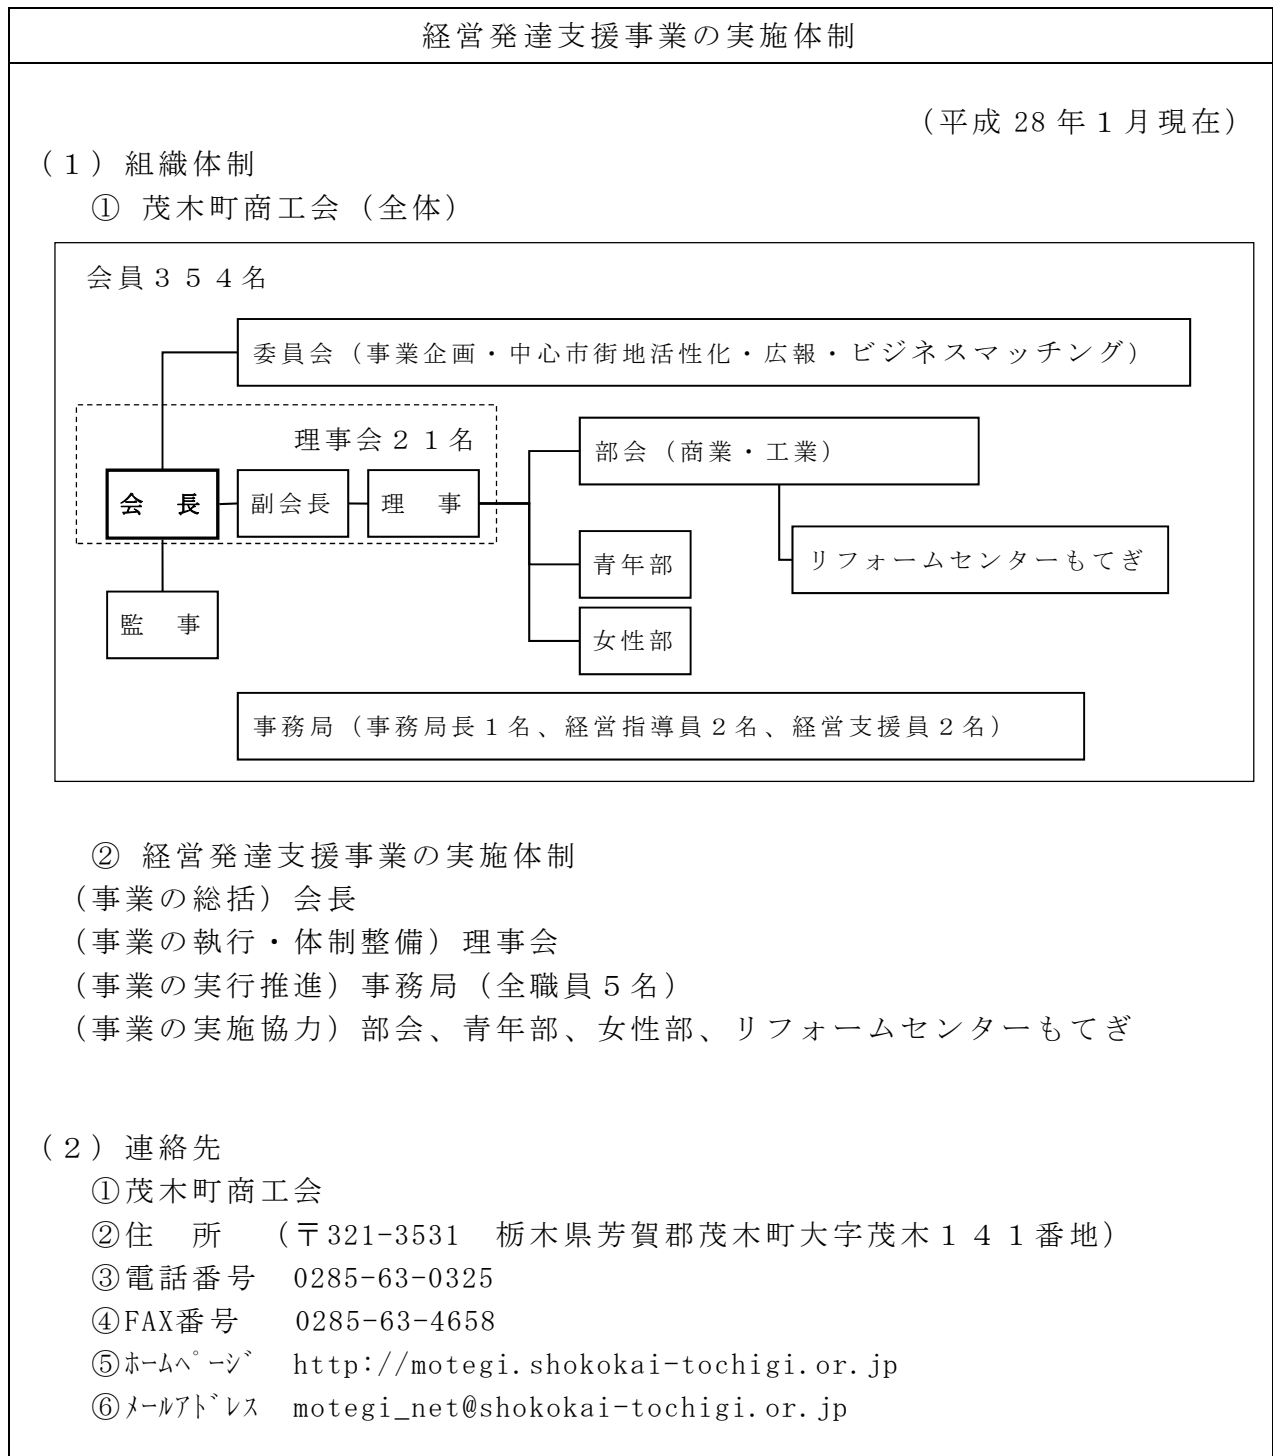 経営発達支援事業の実施体制
（平成 28 年１月現在）
（１）組織体制
① 茂木町商工会（全体）
会員３５４名
委員会（事業企画・中心市街地活性化・広報・ビジネスマッチング）
理事会２１名
部会（商業・工業）
会　長
副会長
理　事
青年部
リフォームセンターもてぎ
監　事
女性部
事務局（事務局長１名、経営指導員２名、経営支援員２名）
② 経営発達支援事業の実施体制
（事業の総括）会長
（事業の執行・体制整備）理事会
（事業の実行推進）事務局（全職員５名）
（事業の実施協力）部会、青年部、女性部、リフォームセンターもてぎ
（２）連絡先
①茂木町商工会
②住　所　（〒321-3531　栃木県芳賀郡茂木町大字茂木１４１番地）
③電話番号　0285-63-0325
④FAX番号　0285-63-4658
⑤ﾎｰﾑﾍﾟｰｼﾞ　http://motegi.shokokai-tochigi.or.jp
⑥ﾒｰﾙｱﾄﾞﾚｽ　motegi_net@shokokai-tochigi.or.jp